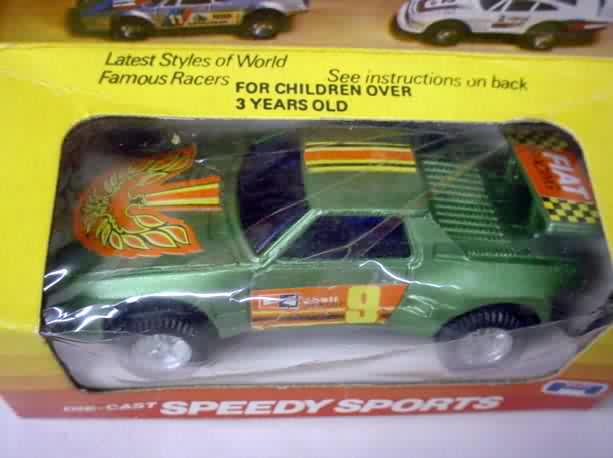 Latest Styles of World
Famous Racers
See instructions on back
FOR CHILDREN OVER
3 YEARS OLD
FIAT
9
DIE-CAST SPEEDY SPORTS